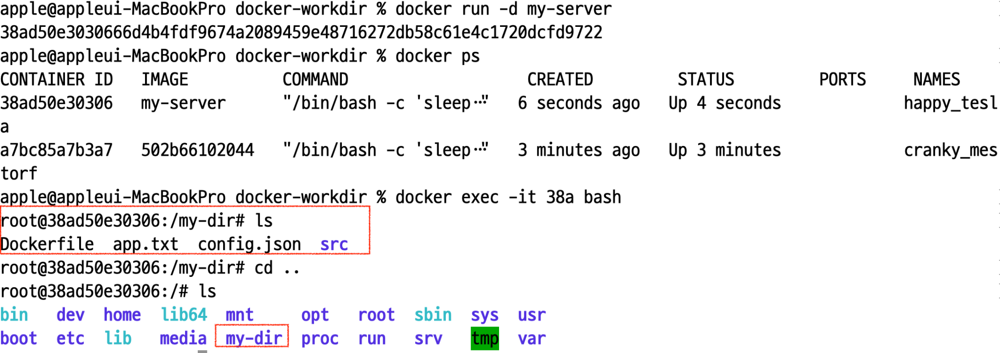 apple@appleui-MacBookPro docker-workdir % docker run -d my-server
38ad50e3030666d4b4fdf9674a2089459e48716272db58c61e4c1720dcfd9722
apple@appleui-MacBookPro docker-workdir % docker ps
CONTAINER ID   IMAGE          COMMAND                   CREATED         STATUS         PORTS     NAMES
38ad50e30306   my-server      "/bin/bash -c 'sleep…"   6 seconds ago   Up 4 seconds             happy_tesl
a
a7bc85a7b3a7   502b66102044   "/bin/bash -c 'sleep…"   3 minutes ago   Up 3 minutes             cranky_mes
torf
apple@appleui-MacBookPro docker-workdir % docker exec -it 38a bash
root@38ad50e30306:/my-dir# ls
Dockerfile  app.txt  config.json  src
root@38ad50e30306:/my-dir# cd ..
root@38ad50e30306:/# ls
bin   dev  home  lib64  mnt     opt   root  sbin  sys  usr
boot  etc  lib   media  my-dir  proc  run   srv   tmp  var